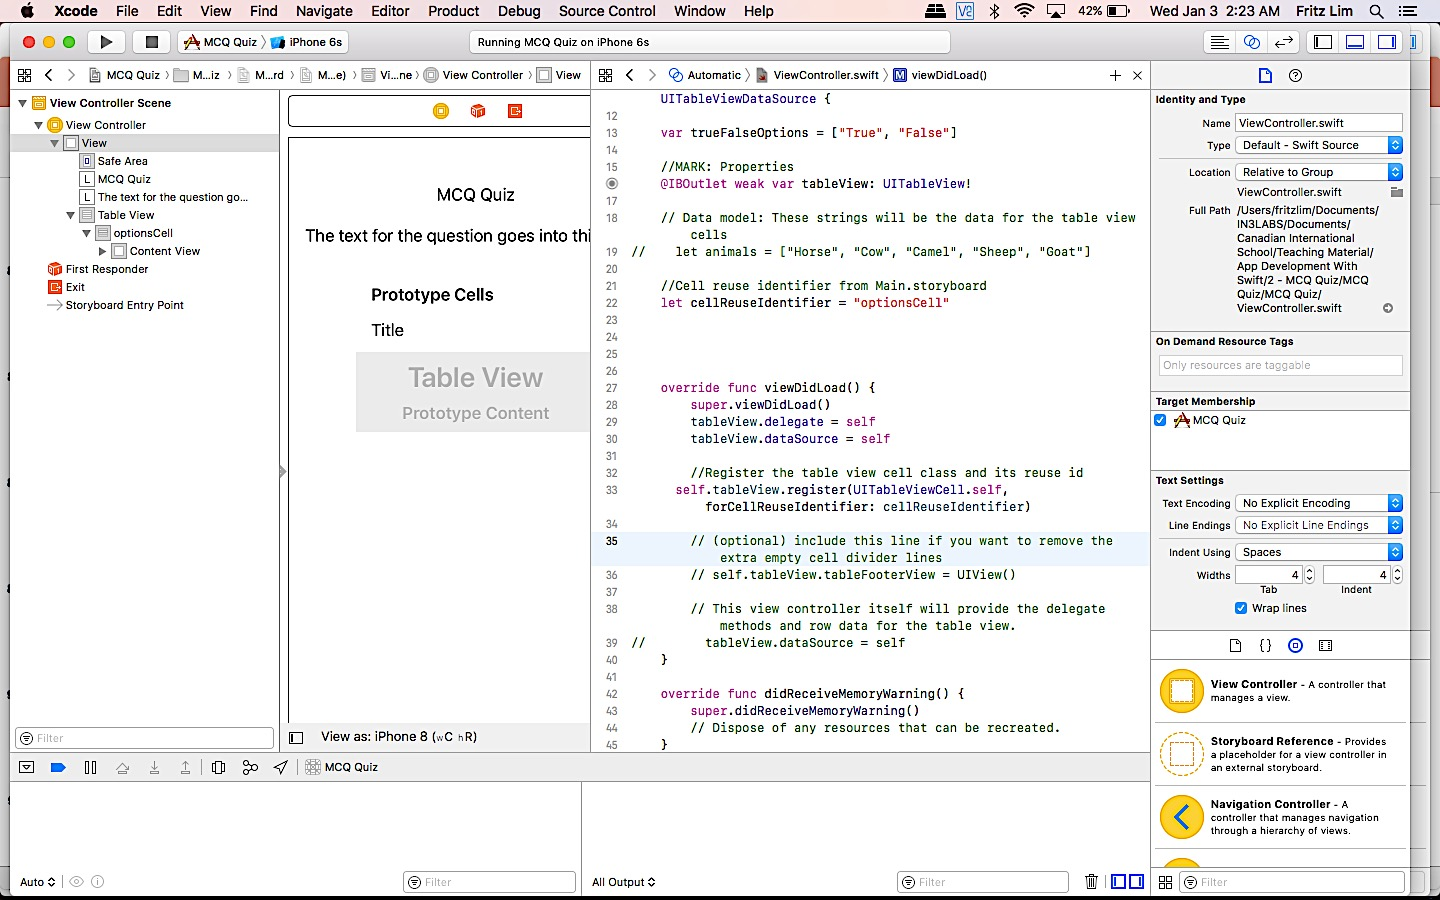 Xcode File Edit View Find Navigate Editor Product Debug Source Control Window Help 42% Wed Jan 3 2:23 AM Fritz Lim
MCQ Quiz iPhone 6s Running MCQ Quiz on iPhone 6s
MCQ Quiz M...iz M...rd M...e) Vi...ne View Controller View
Automatic ViewController.swift M viewDidLoad()
View Controller Scene
View Controller
View
Safe Area
L MCQ Quiz
L The text for the question go...
Table View
optionsCell
Content View
First Responder
Exit
Storyboard Entry Point
Filter
MCQ Quiz
The text for the question goes into thi
Prototype Cells
Title
Table View
Prototype Content
View as: iPhone 8 (wC hR)
UITableViewDataSource {
12
13 var trueFalseOptions = ["True", "False"]
14
15 //MARK: Properties
@IBOutlet weak var tableView: UITableView!
17
18 // Data model: These strings will be the data for the table view
cells
19 // let animals = ["Horse", "Cow", "Camel", "Sheep", "Goat"]
20
21 //Cell reuse identifier from Main.storyboard
22 let cellReuseIdentifier = "optionsCell"
23
24
25
26
27 override func viewDidLoad() {
28 super.viewDidLoad()
29 tableView.delegate = self
30 tableView.dataSource = self
31
32 //Register the table view cell class and its reuse id
33 self.tableView.register(UITableViewCell.self,
forCellReuseIdentifier: cellReuseIdentifier)
34
35 // (optional) include this line if you want to remove the
extra empty cell divider lines
36 // self.tableView.tableFooterView = UIView()
37
38 // This view controller itself will provide the delegate
methods and row data for the table view.
39 // tableView.dataSource = self
40 }
41
42 override func didReceiveMemoryWarning() {
43 super.didReceiveMemoryWarning()
44 // Dispose of any resources that can be recreated.
45 }
Identity and Type
Name ViewController.swift
Type Default - Swift Source
Location Relative to Group
ViewController.swift
Full Path /Users/fritzlim/Documents/
IN3LABS/Documents/
Canadian International
School/Teaching Material/
App Development With
Swift/2 - MCQ Quiz/MCQ
Quiz/MCQ Quiz/
ViewController.swift
On Demand Resource Tags
Only resources are taggable
Target Membership
MCQ Quiz
Text Settings
Text Encoding No Explicit Encoding
Line Endings No Explicit Line Endings
Indent Using Spaces
Widths 4 4
Tab Indent
Wrap lines
View Controller - A controller that
manages a view.
Storyboard Reference - Provides
a placeholder for a view controller in
an external storyboard.
Navigation Controller - A
controller that manages navigation
through a hierarchy of views.
Filter
MCQ Quiz
Auto Filter
All Output Filter